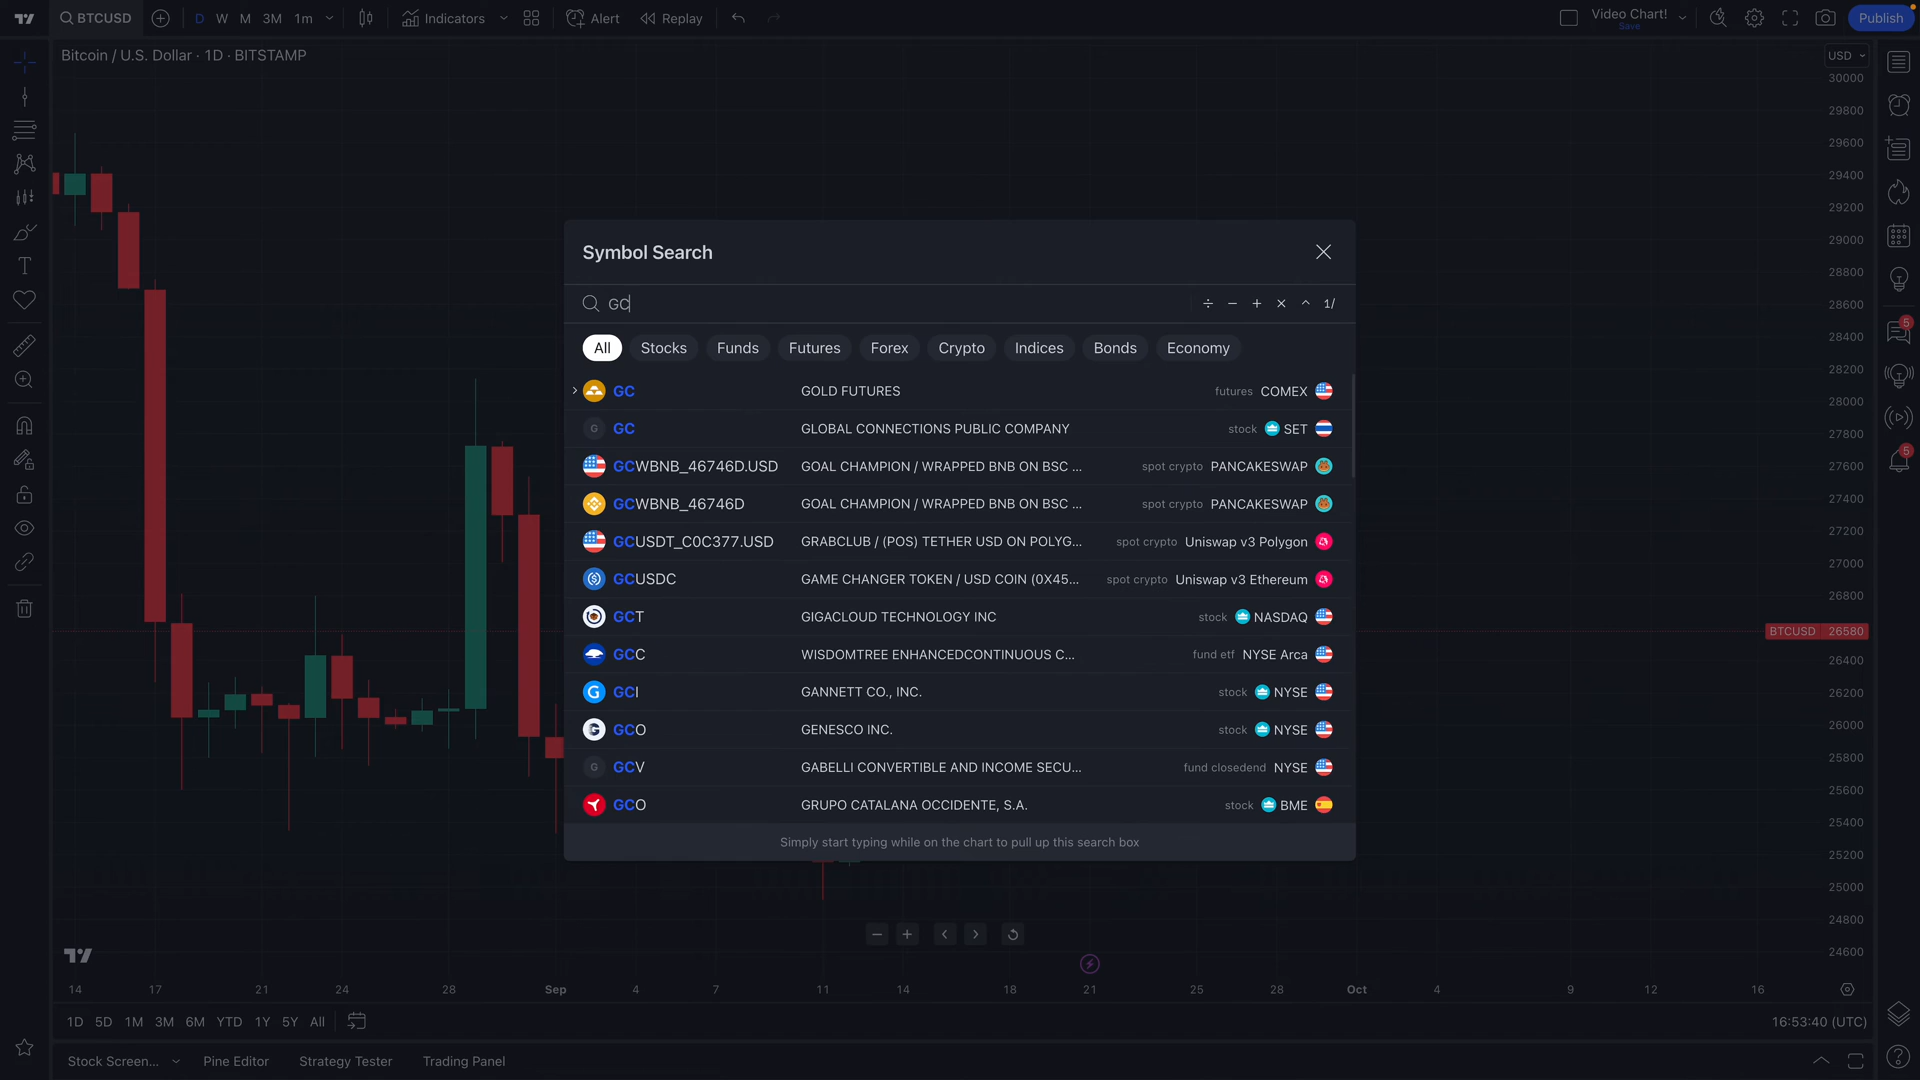 BTCUSD
D W M 3M 1m
Indicators
Alert
Replay
Video Chart!
Save
Publish
Bitcoin / U.S. Dollar · 1D · BITSTAMP
USD
30000
29800
29600
29400
29200
29000
28800
28600
28400
28200
28000
27800
27600
27400
27200
27000
26800
BTCUSD 26580
26400
26200
26000
25800
25600
25400
25200
25000
24800
24600
5
5
Symbol Search
GC
÷ − + × ^ 1/
All Stocks Funds Futures Forex Crypto Indices Bonds Economy
GC GOLD FUTURES futures COMEX
G GC GLOBAL CONNECTIONS PUBLIC COMPANY stock SET
GCWBNB_46746D.USD GOAL CHAMPION / WRAPPED BNB ON BSC ... spot crypto PANCAKESWAP
GCWBNB_46746D GOAL CHAMPION / WRAPPED BNB ON BSC ... spot crypto PANCAKESWAP
GCUSDT_C0C377.USD GRABCLUB / (POS) TETHER USD ON POLYG... spot crypto Uniswap v3 Polygon
GCUSDC GAME CHANGER TOKEN / USD COIN (0X45... spot crypto Uniswap v3 Ethereum
GCT GIGACLOUD TECHNOLOGY INC stock NASDAQ
GCC WISDOMTREE ENHANCEDCONTINUOUS C... fund etf NYSE Arca
G GCI GANNETT CO., INC. stock NYSE
G GCO GENESCO INC. stock NYSE
G GCV GABELLI CONVERTIBLE AND INCOME SECU... fund closedend NYSE
GCO GRUPO CATALANA OCCIDENTE, S.A. stock BME
Simply start typing while on the chart to pull up this search box
14 17 21 24 28 Sep 4 7 11 14 18 21 25 28 Oct 4 9 12 16
1D 5D 1M 3M 6M YTD 1Y 5Y All
16:53:40 (UTC)
Stock Screen... Pine Editor Strategy Tester Trading Panel